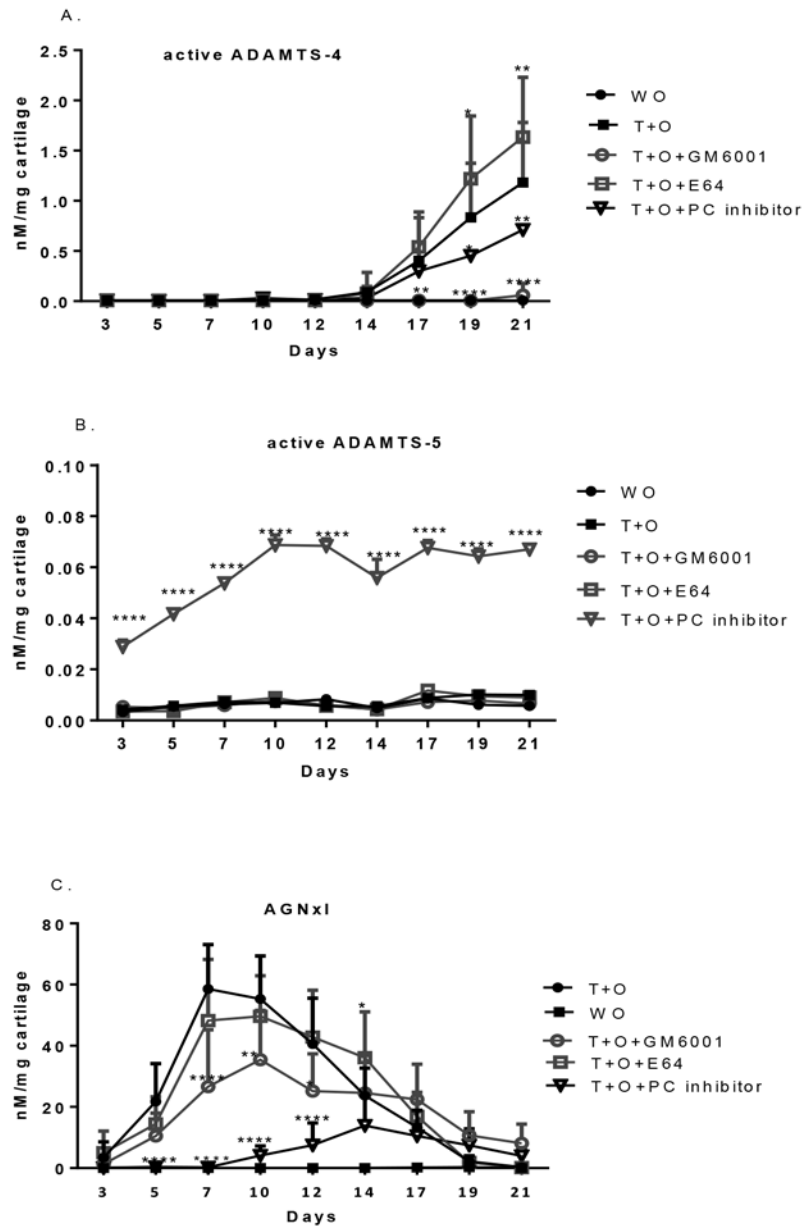 A.
active ADAMTS-4
2.5
2.0
1.5
1.0
0.5
0.0
nM/mg cartilage
* ** * ** ** **** ****
3 5 7 10 12 14 17 19 21
Days
WO
T+O
T+O+GM6001
T+O+E64
T+O+PC inhibitor
B.
active ADAMTS-5
0.10
0.08
0.06
0.04
0.02
0.00
nM/mg cartilage
**** **** **** **** **** **** **** **** ****
3 5 7 10 12 14 17 19 21
Days
WO
T+O
T+O+GM6001
T+O+E64
T+O+PC inhibitor
C.
AGNxI
80
60
40
20
0
nM/mg cartilage
**** **** **** ** **** **** * *
3 5 7 10 12 14 17 19 21
Days
T+O
WO
T+O+GM6001
T+O+E64
T+O+PC inhibitor